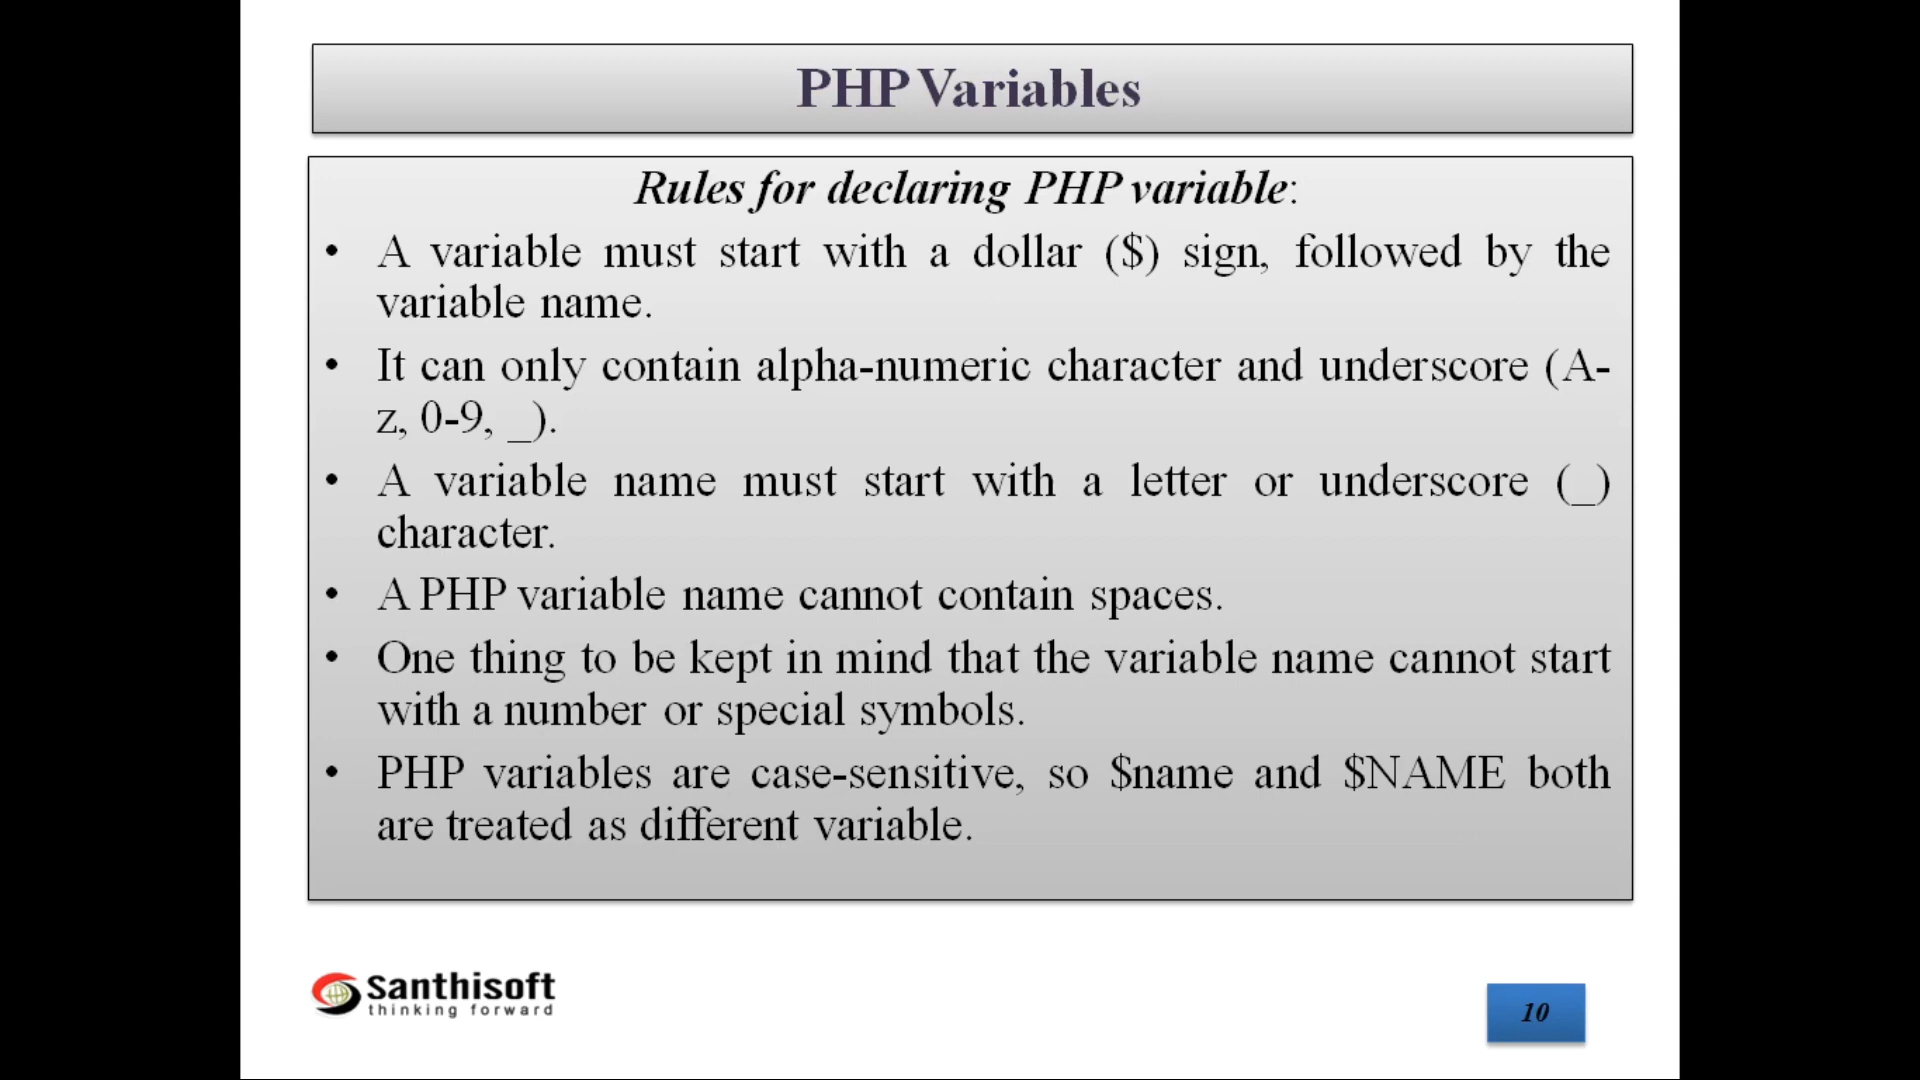 PHP Variables
Rules for declaring PHP variable:
• A variable must start with a dollar ($) sign, followed by the
variable name.
• It can only contain alpha-numeric character and underscore (A-
z, 0-9, _).
• A variable name must start with a letter or underscore (_)
character.
• A PHP variable name cannot contain spaces.
• One thing to be kept in mind that the variable name cannot start
with a number or special symbols.
• PHP variables are case-sensitive, so $name and $NAME both
are treated as different variable.
Santhisoft
thinking forward
10